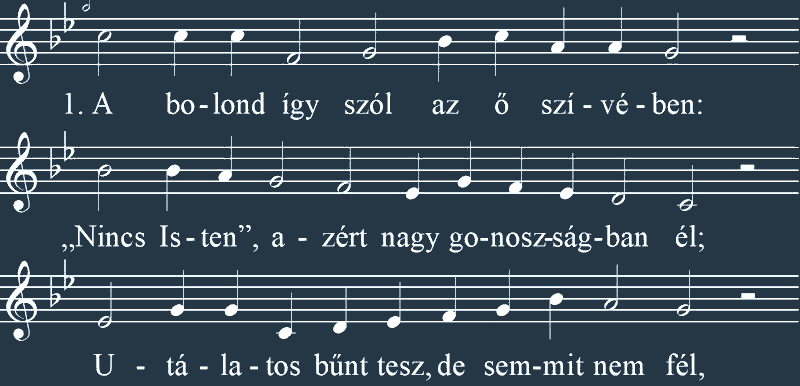 1. A bo-lond így szól az ő szí-vé-ben:
„Nincs Is-ten”, a-zért nagy go-nosz-ság-ban él;
U-tá-la-tos bűnt tesz, de sem-mit nem fél,